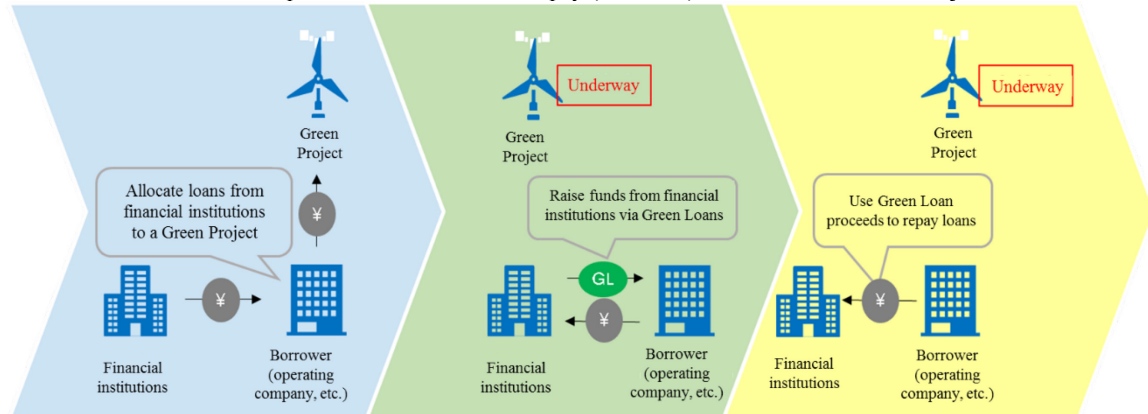 Green
Project
Allocate loans from
financial institutions
to a Green Project
¥
¥
Financial
institutions
Borrower
(operating
company, etc.)
Underway
Green
Project
Raise funds from financial
institutions via Green Loans
GL
¥
Financial
institutions
Borrower
(operating
company, etc.)
Underway
Green
Project
Use Green Loan
proceeds to repay loans
¥
Financial
institutions
Borrower
(operating
company, etc.)